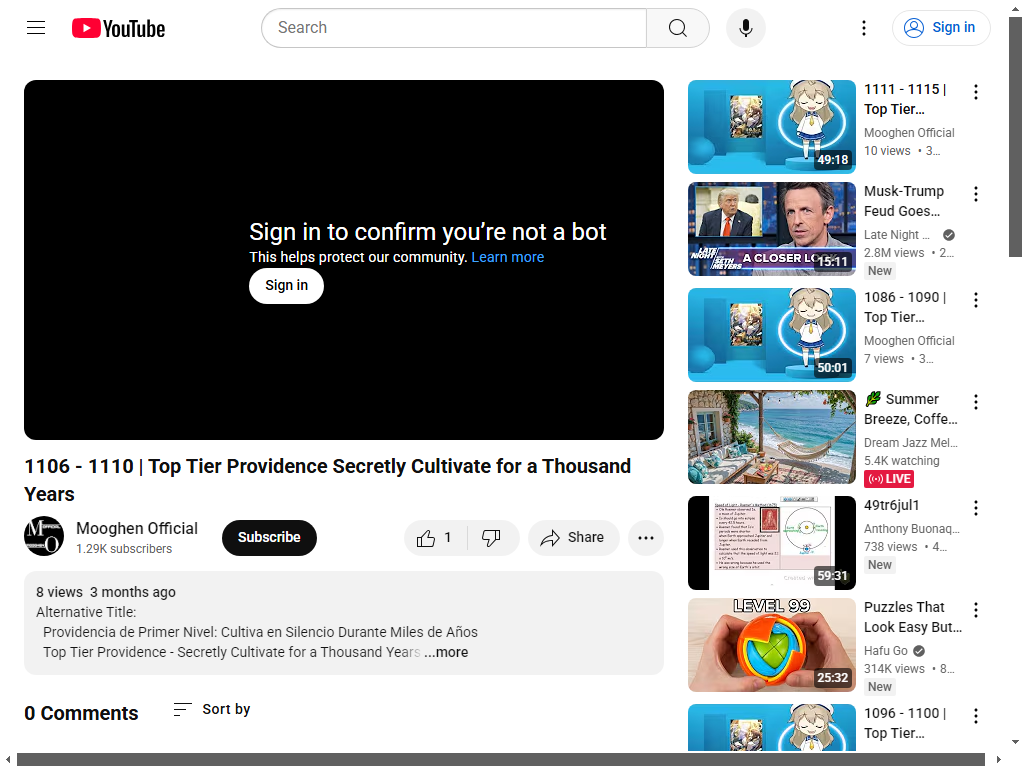 YouTube
Search
Sign in
Sign in to confirm you’re not a bot
This helps protect our community. Learn more
Sign in
1106 - 1110 | Top Tier Providence Secretly Cultivate for a Thousand
Years
Mooghen Official
1.29K subscribers
Subscribe
1
Share
8 views 3 months ago
Alternative Title:
Providencia de Primer Nivel: Cultiva en Silencio Durante Miles de Años
Top Tier Providence - Secretly Cultivate for a Thousand Years ...more
0 Comments
Sort by
49:18
1111 - 1115 |
Top Tier…
Mooghen Official
10 views • 3…
LATE NIGHT SETH MEYERS
A CLOSER LOOK
15:11
Musk-Trump
Feud Goes…
Late Night …
2.8M views • 2…
New
50:01
1086 - 1090 |
Top Tier…
Mooghen Official
7 views • 3…
Summer
Breeze, Coffe…
Dream Jazz Mel…
5.4K watching
LIVE
59:31
49tr6jul1
Anthony Buonaq…
738 views • 4…
New
LEVEL 99
25:32
Puzzles That
Look Easy But…
Hafu Go
314K views • 8…
New
1096 - 1100 |
Top Tier…